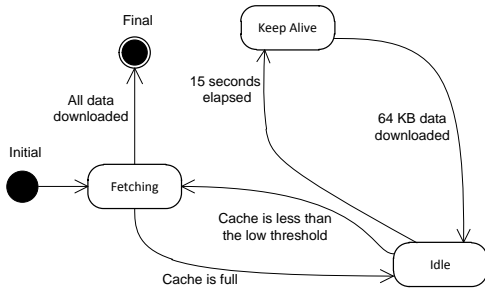 Final
Keep Alive
All data
downloaded
15 seconds
elapsed
64 KB data
downloaded
Initial
Fetching
Cache is less than
the low threshold
Idle
Cache is full